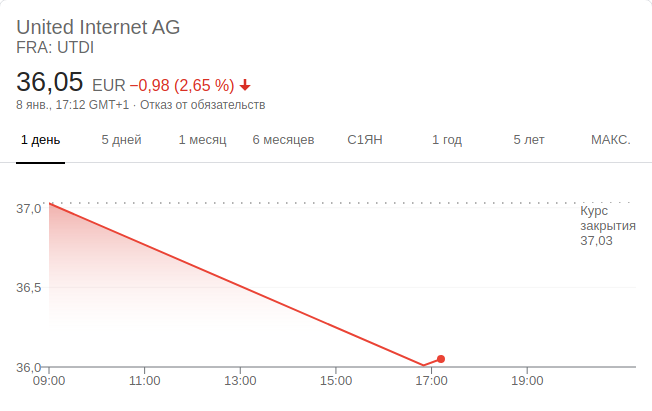 United Internet AG
FRA: UTDI
36,05 EUR −0,98 (2,65 %)
8 янв., 17:12 GMT+1 · Отказ от обязательств
1 день 5 дней 1 месяц 6 месяцев С1ЯН 1 год 5 лет МАКС.
37,0
Курс
закрытия
37,03
36,5
36,0
09:00 11:00 13:00 15:00 17:00 19:00